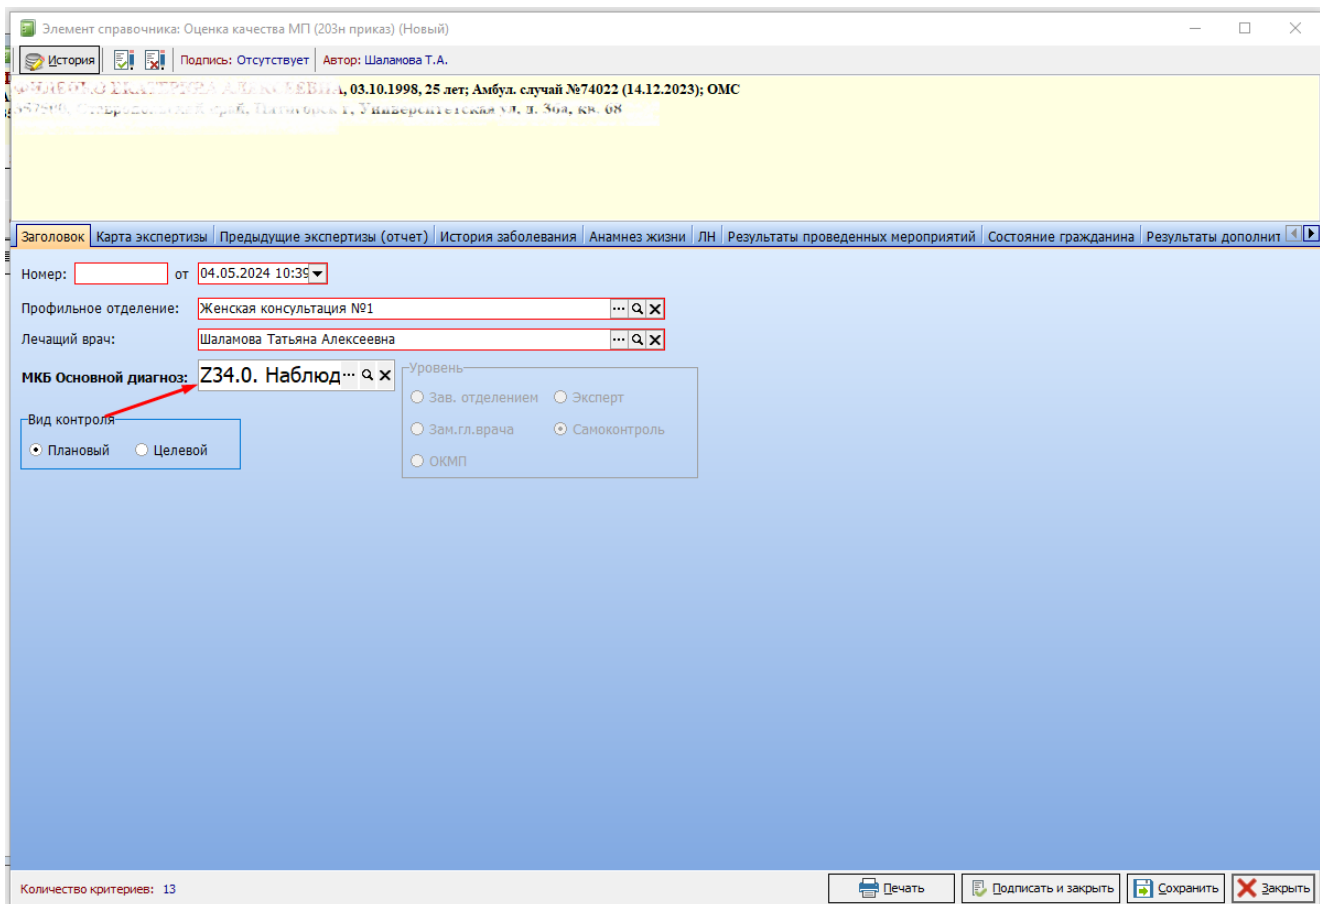 Элемент справочника: Оценка качества МП (203н приказ) (Новый)
История Подпись: Отсутствует Автор: Шаламова Т.А.
03.10.1998, 25 лет; Амбул. случай №74022 (14.12.2023); ОМС
Заголовок Карта экспертизы Предыдущие экспертизы (отчет) История заболевания Анамнез жизни ЛН Результаты проведенных мероприятий Состояние гражданина Результаты дополнит
Номер: от 04.05.2024 10:39
Профильное отделение: Женская консультация №1
Лечащий врач: Шаламова Татьяна Алексеевна
МКБ Основной диагноз: Z34.0. Наблюд
Уровень
Зав. отделением Эксперт
Вид контроля
Зам.гл.врача Самоконтроль
Плановый Целевой
ОКМП
Количество критериев: 13 Печать Подписать и закрыть Сохранить Закрыть